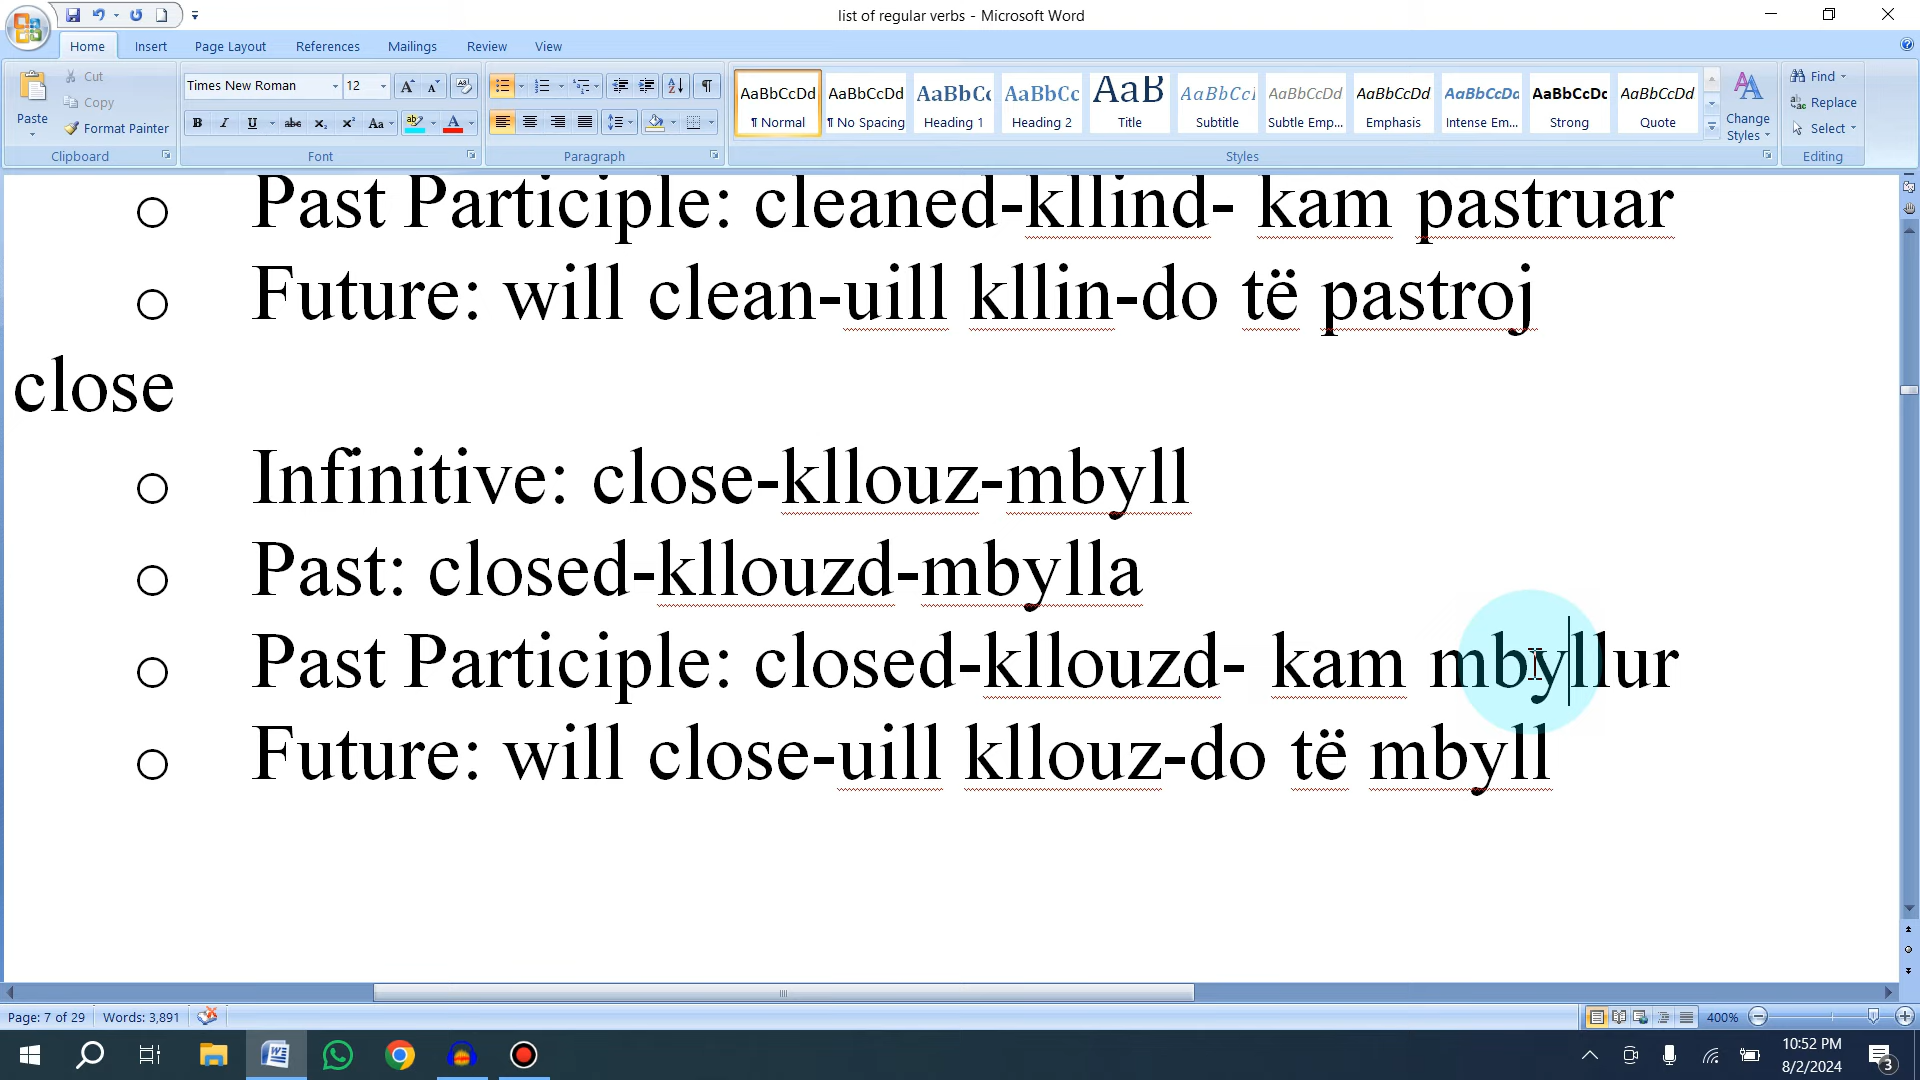 list of regular verbs - Microsoft Word
Home Insert Page Layout References Mailings Review View
Paste Cut Copy Format Painter Clipboard
Times New Roman 12 Font
Paragraph
AaBbCcDd ¶ Normal AaBbCcDd ¶ No Spacing AaBbCc Heading 1 AaBbCc Heading 2 AaB Title AaBbCcI Subtitle AaBbCcDd Subtle Emp... AaBbCcDd Emphasis AaBbCcDd Intense Em... AaBbCcDc Strong AaBbCcDd Quote
Change Styles Styles
Find Replace Select Editing
o Past Participle: cleaned-kllind- kam pastruar
o Future: will clean-uill kllin-do të pastroj
close
o Infinitive: close-kllouz-mbyll
o Past: closed-kllouzd-mbylla
o Past Participle: closed-kllouzd- kam mbyllur
o Future: will close-uill kllouz-do të mbyll
Page: 7 of 29 Words: 3,891 400%
10:52 PM
8/2/2024
3